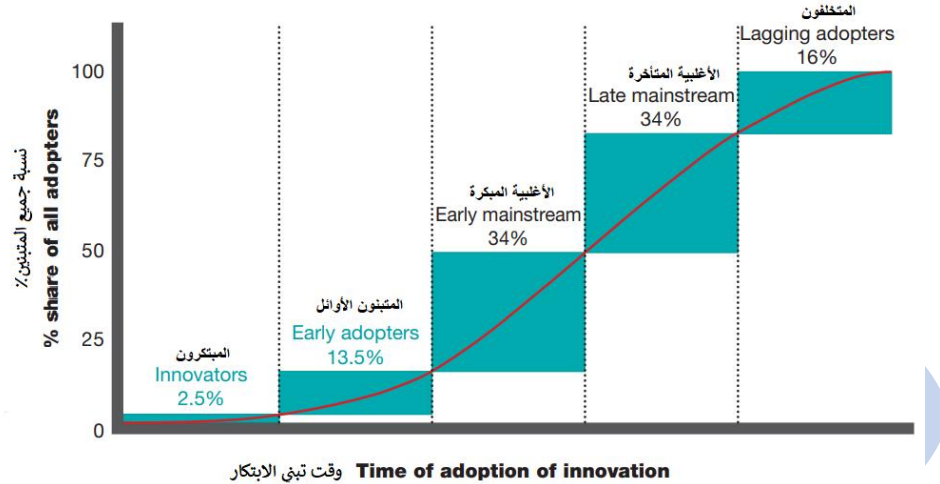 المتخلفون
Lagging adopters
16%
الأغلبية المتأخرة
Late mainstream
34%
الأغلبية المبكرة
Early mainstream
34%
المتبنون الأوائل
Early adopters
13.5%
المبتكرون
Innovators
2.5%
100
75
50
25
0
نسبة جميع المتبنين٪
% share of all adopters
وقت تبني الابتكار Time of adoption of innovation